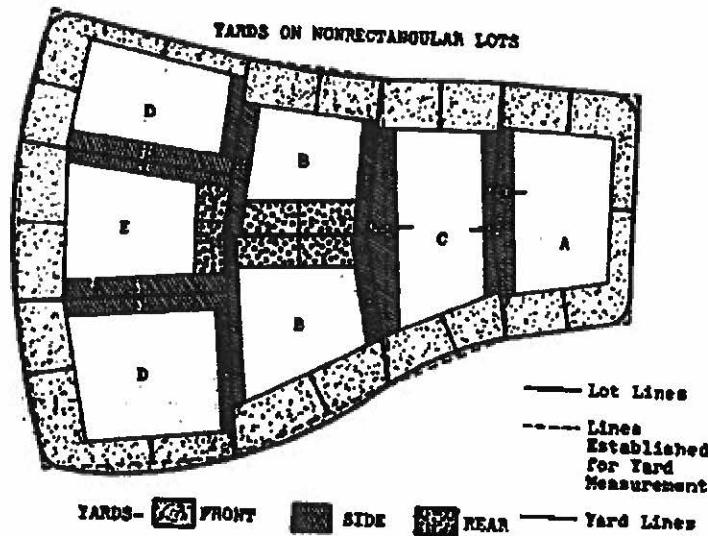 YARDS ON NONRECTANGULAR LOTS
D
B
E
C
A
B
D
Lot Lines
Lines
Established
for Yard
Measurement
YARDS- FRONT SIDE REAR Yard Lines